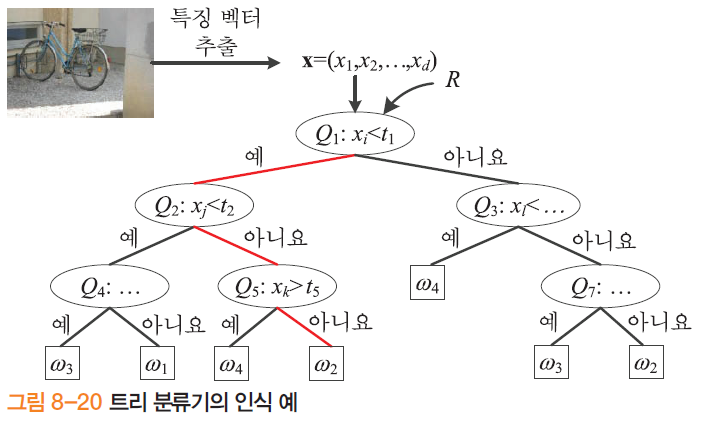 특징 벡터
추출
x=(x₁,x₂,…,x_d)
R
Q₁: xᵢ<t₁
예
아니요
Q₂: xⱼ<t₂
Q₃: x_l<…
예
아니요
예
아니요
Q₄: …
Q₅: x_k>t₅
ω₄
Q₇: …
예
아니요
예
아니요
예
아니요
ω₃
ω₁
ω₄
ω₂
ω₃
ω₂
그림 8-20 트리 분류기의 인식 예